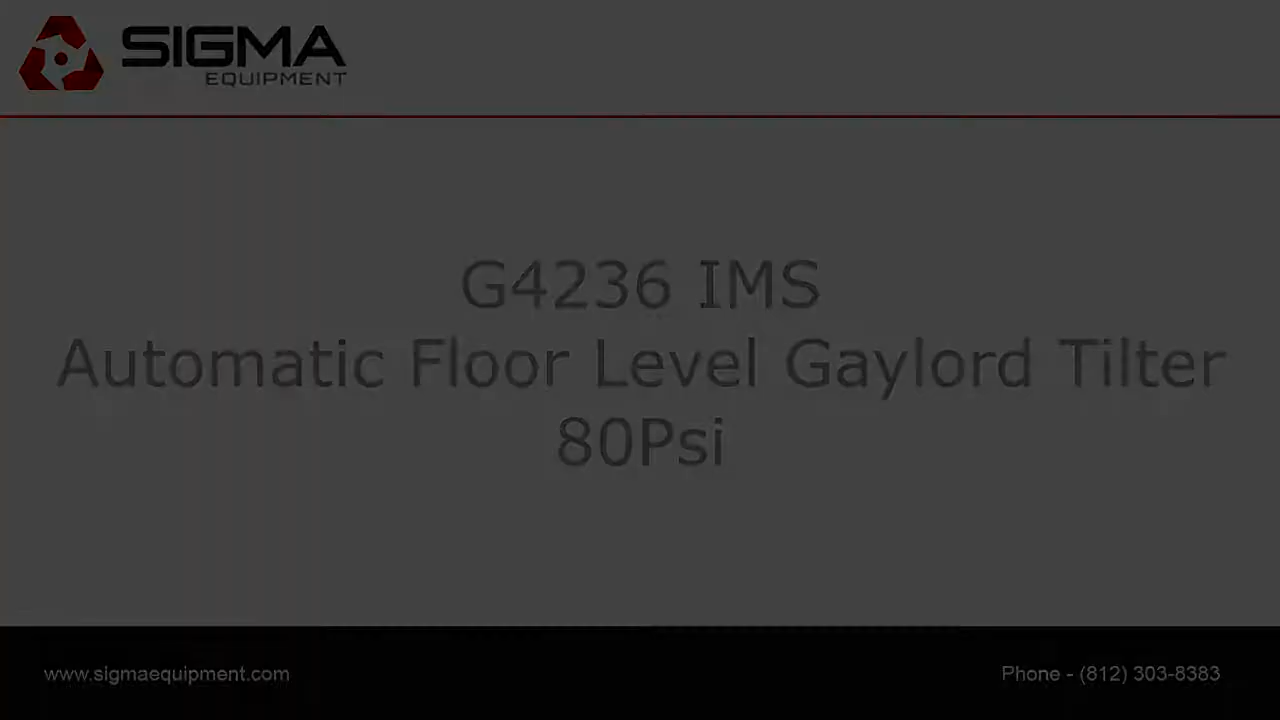 SIGMA
EQUIPMENT
G4236 IMS
Automatic Floor Level Gaylord Tilter
80Psi
www.sigmaequipment.com
Phone - (812) 303-8383